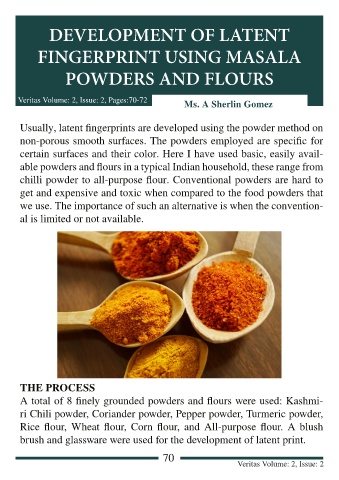 DEVELOPMENT OF LATENT
FINGERPRINT USING MASALA
POWDERS AND FLOURS
Veritas Volume: 2, Issue: 2, Pages:70-72
Ms. A Sherlin Gomez
Usually, latent fingerprints are developed using the powder method on
non-porous smooth surfaces. The powders employed are specific for
certain surfaces and their color. Here I have used basic, easily avail-
able powders and flours in a typical Indian household, these range from
chilli powder to all-purpose flour. Conventional powders are hard to
get and expensive and toxic when compared to the food powders that
we use. The importance of such an alternative is when the convention-
al is limited or not available.
THE PROCESS
A total of 8 finely grounded powders and flours were used: Kashmi-
ri Chili powder, Coriander powder, Pepper powder, Turmeric powder,
Rice flour, Wheat flour, Corn flour, and All-purpose flour. A blush
brush and glassware were used for the development of latent print.
70
Veritas Volume: 2, Issue: 2